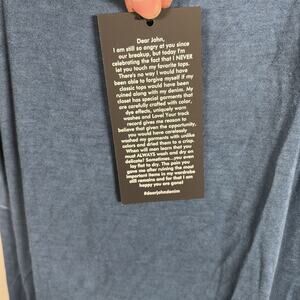 Dear John,
I am still so angry at you since
our breakup, but today I'm
celebrating the fact that I NEVER
let you touch my favorite tops.
There's no way I would have
been able to forgive myself if my
classic tops would have been
ruined along with my denim. My
closet has special garments that
are carefully crafted with color,
dye effects, uniquely worn
washes and Love! Your track
record gives me reason to
believe that given the opportunity,
you would have carelessly
washed my garments with unlike
colors and dried them to a crisp.
When will man learn that you
must ALWAYS wash and dry on
delicate? Sometimes...you even
lay flat to dry. The pain you
gave me after ruining the most
important items in my wardrobe
still remains and for that I am
happy you are gone!
#dearjohndenim